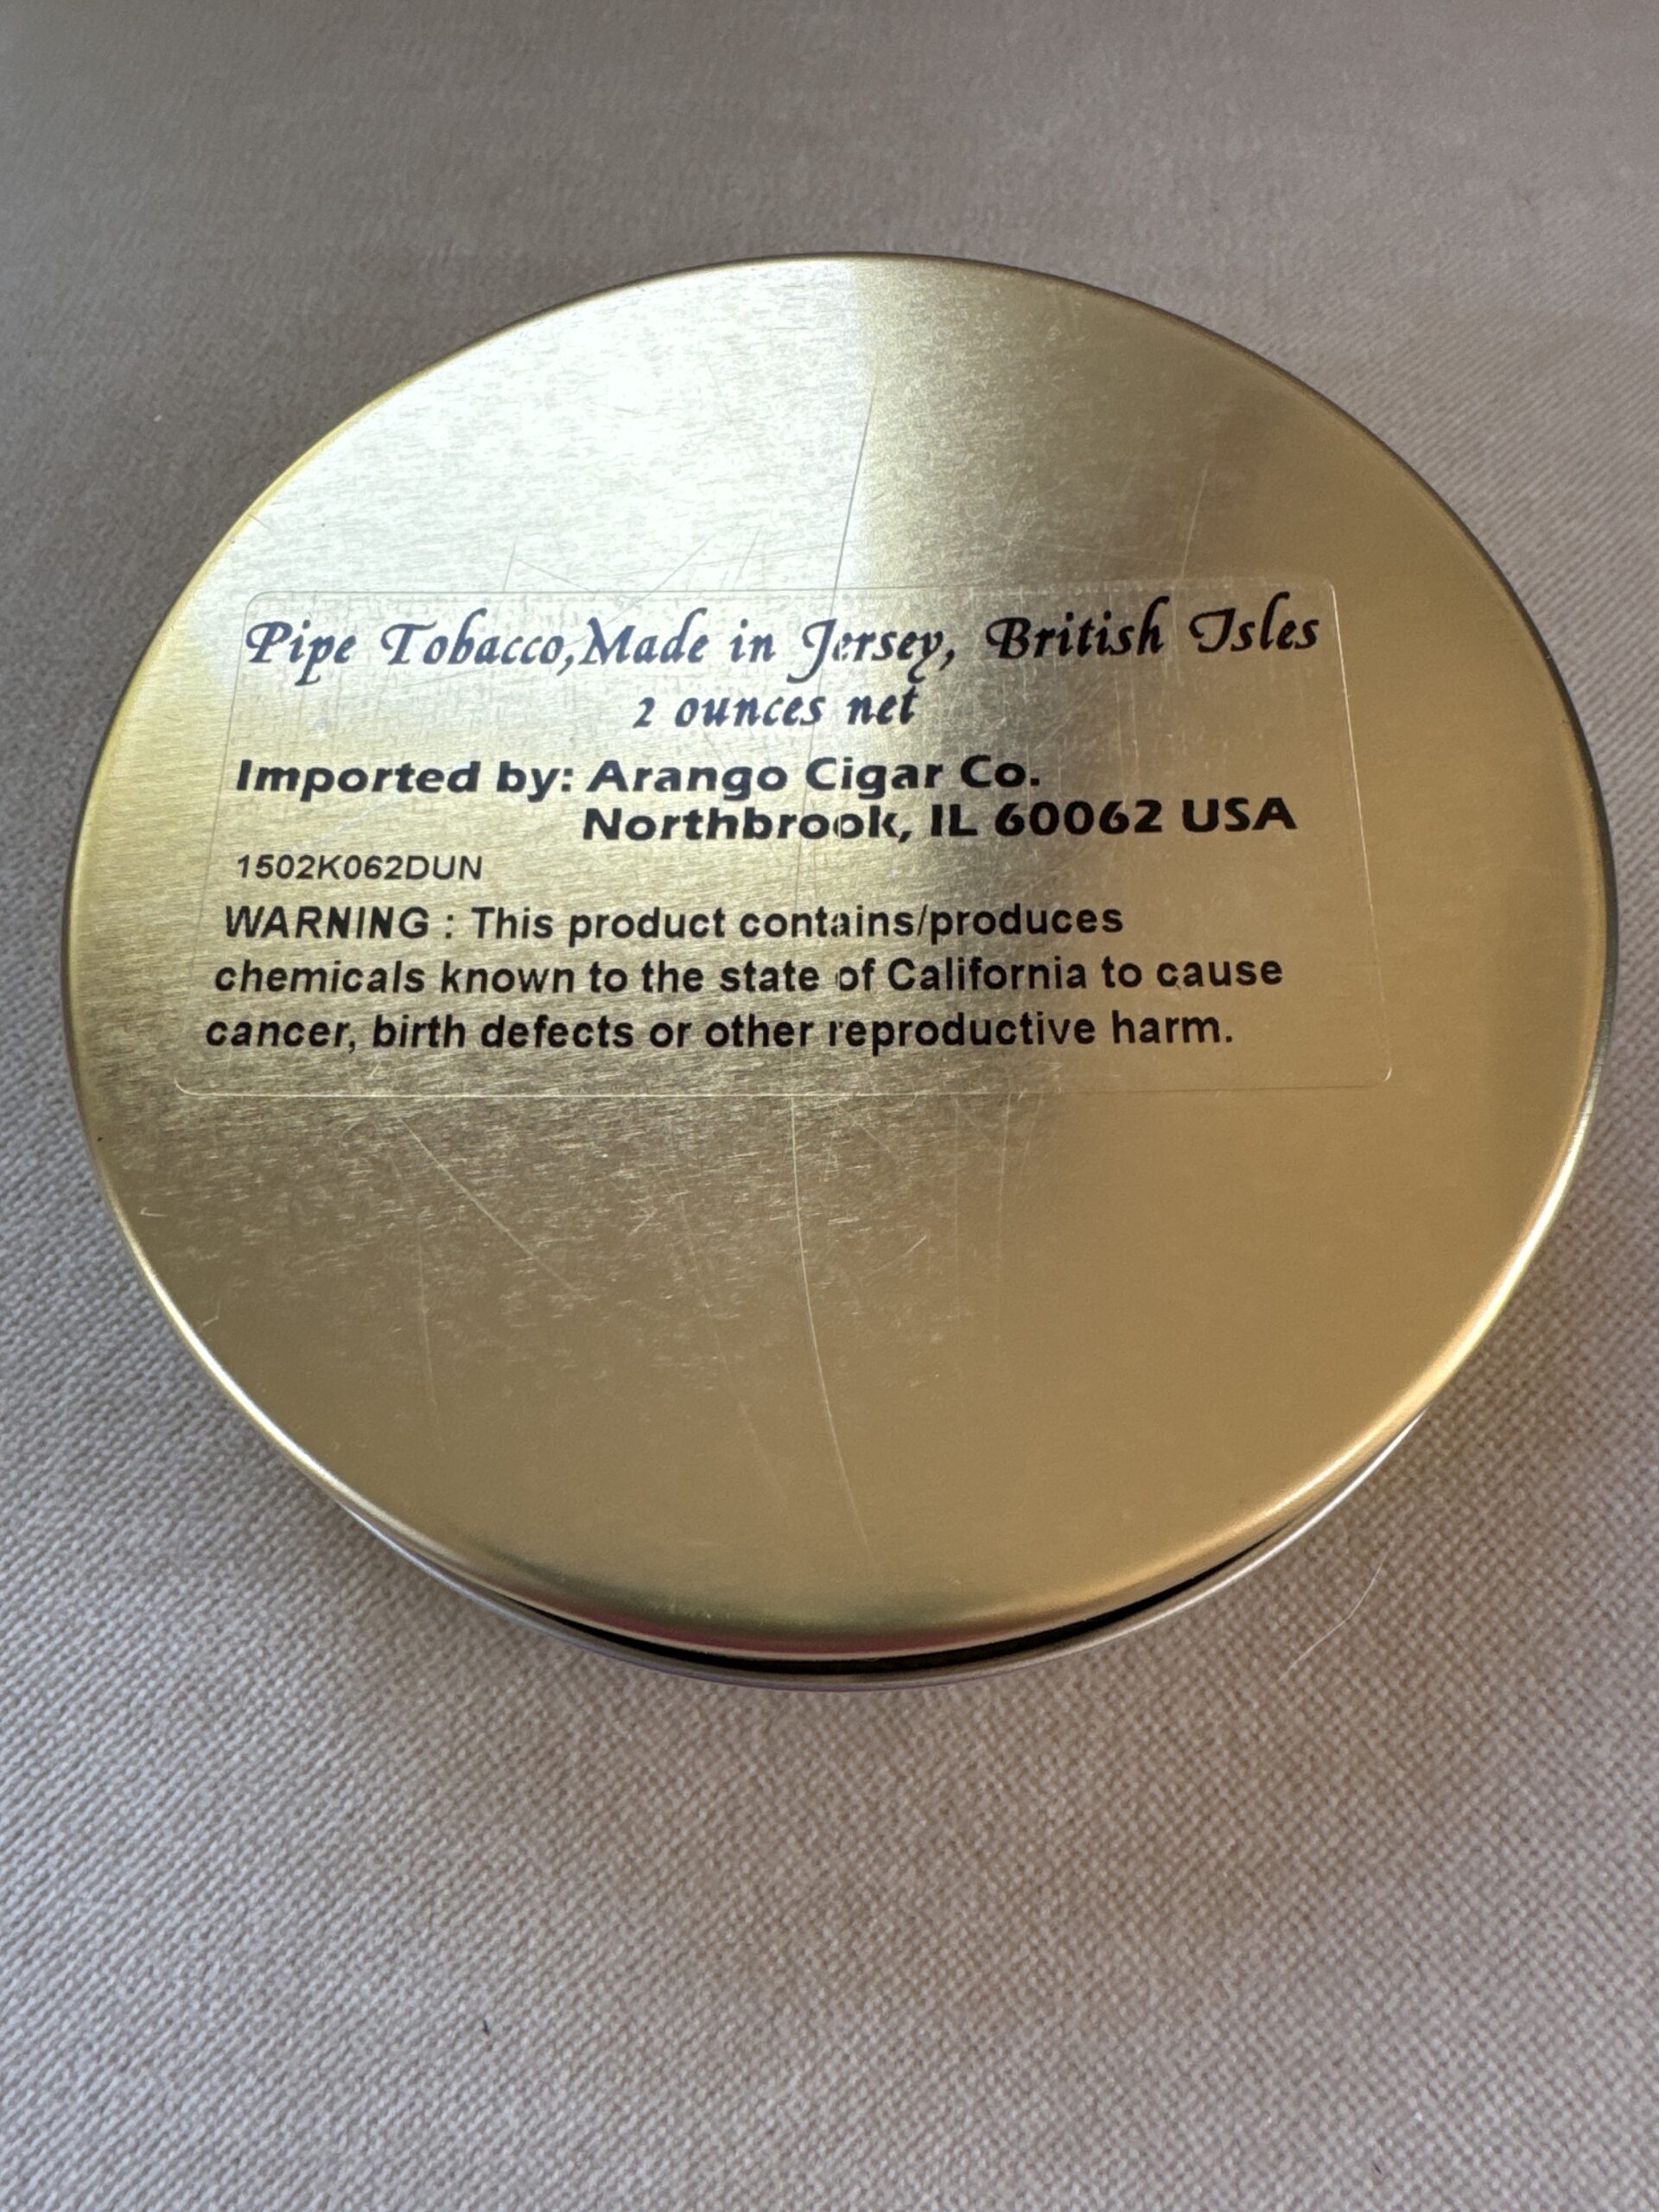 Pipe Tobacco,Made in Jersey, British Isles
2 ounces net
Imported by: Arango Cigar Co.
Northbrook, IL 60062 USA
1502K062DUN
WARNING : This product contains/produces
chemicals known to the state of California to cause
cancer, birth defects or other reproductive harm.